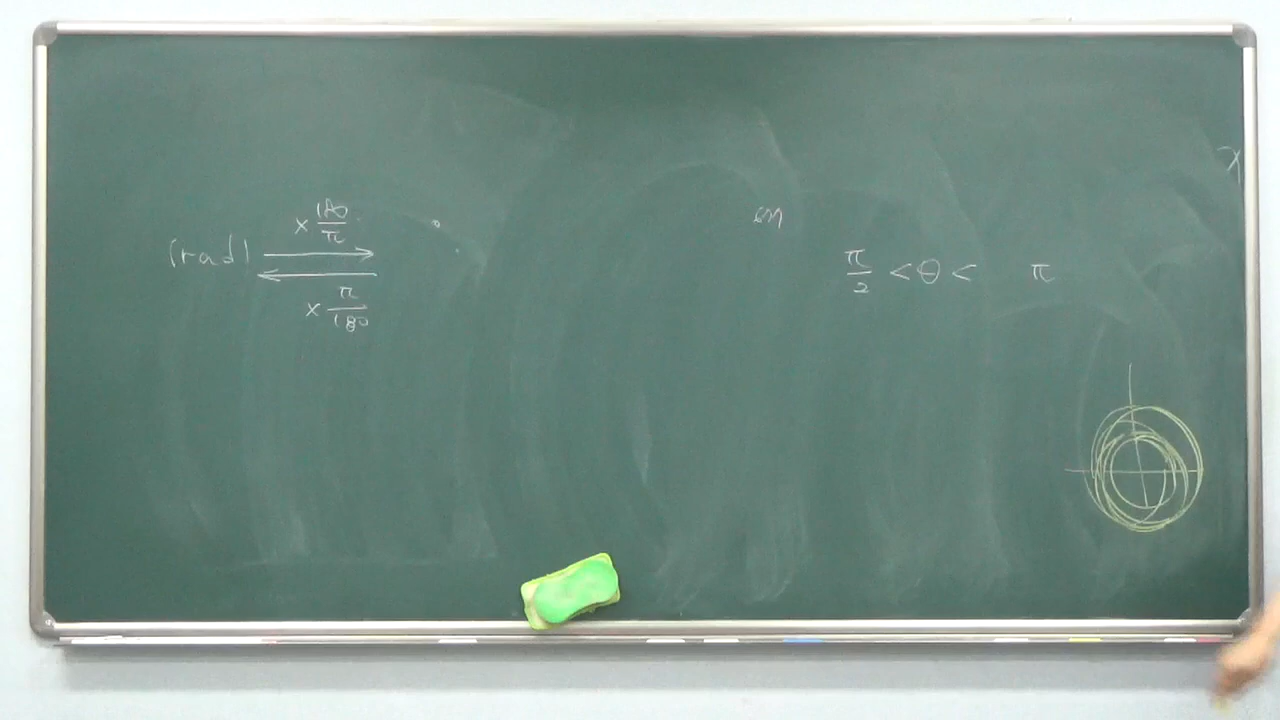 (rad) × 180/π °
× π/180
π/2 < θ < π
x